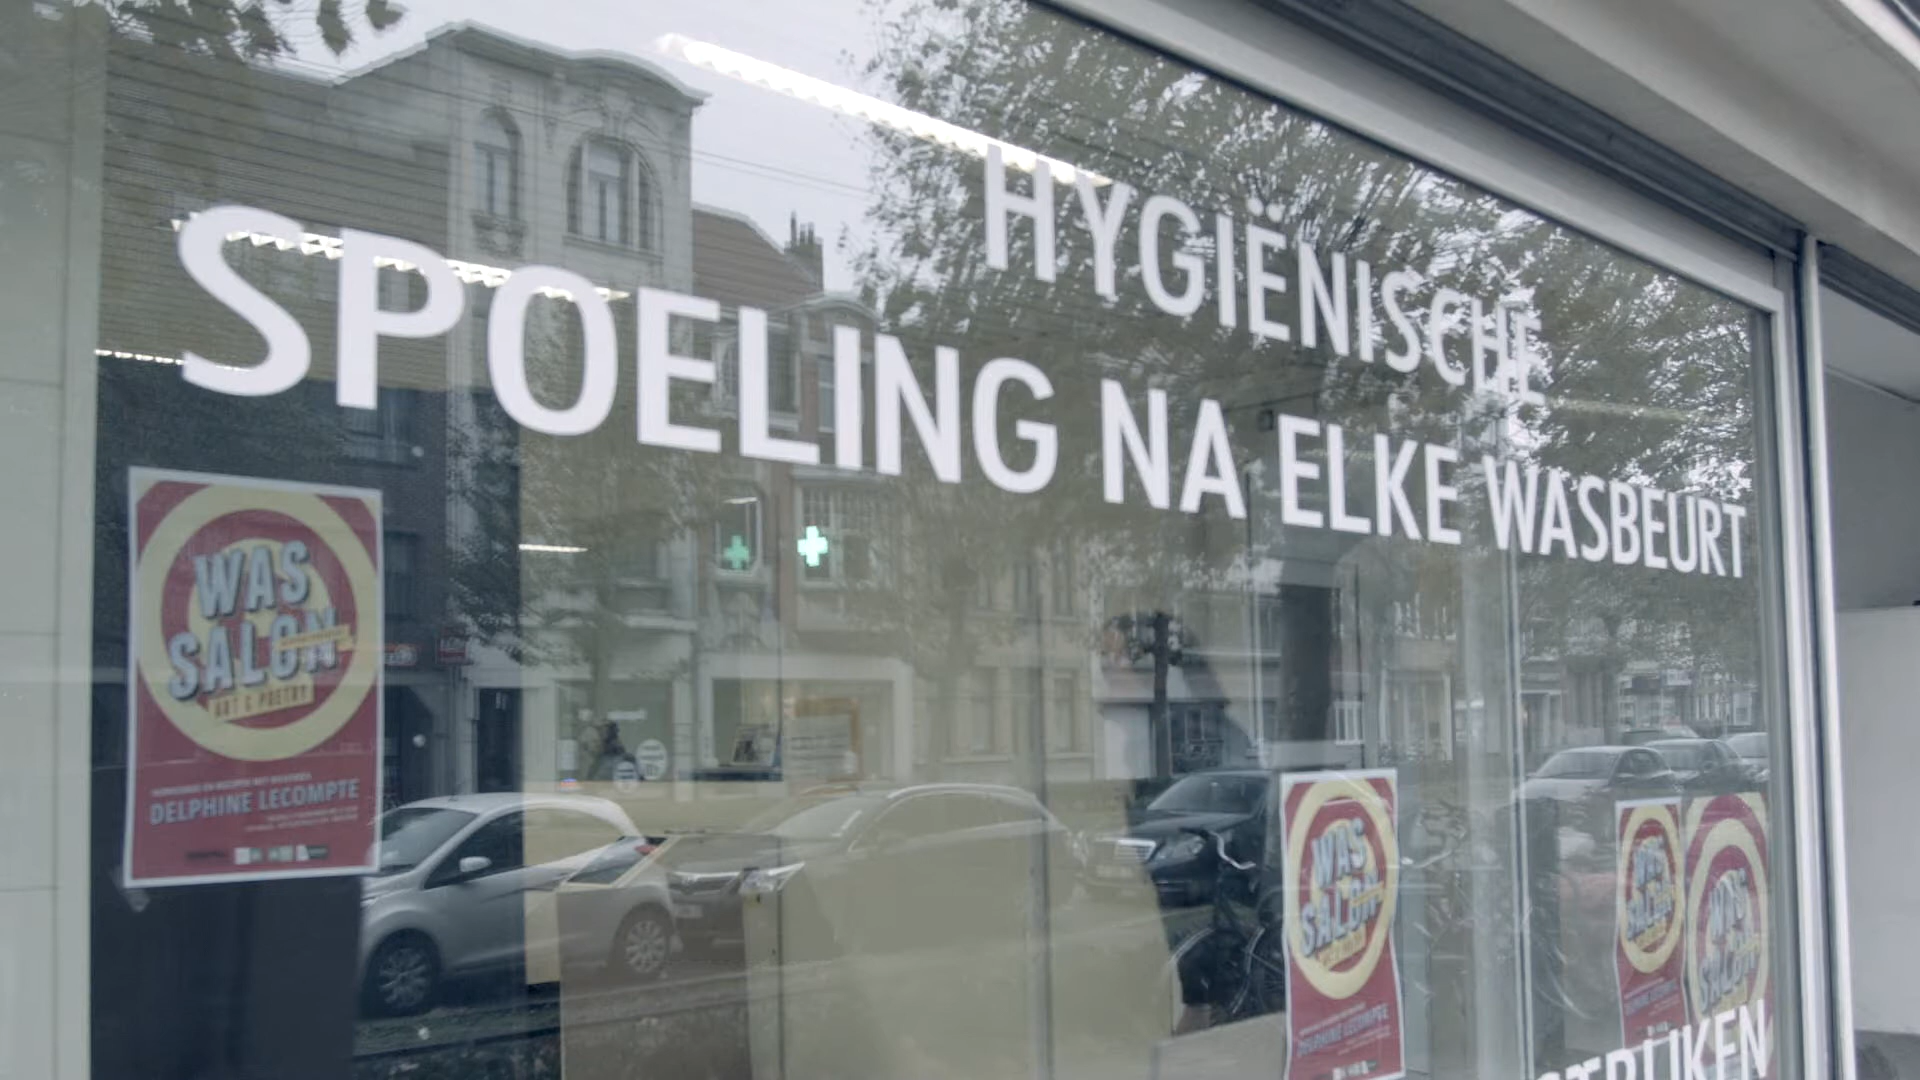 HYGIËNISCHE
SPOELING NA ELKE WASBEURT
WAS
SALON
ART & POETRY
DELPHINE LECOMPTE
WAS
SALON
DELPHINE LECOMPTE
WAS
SALON
WAS
SALON